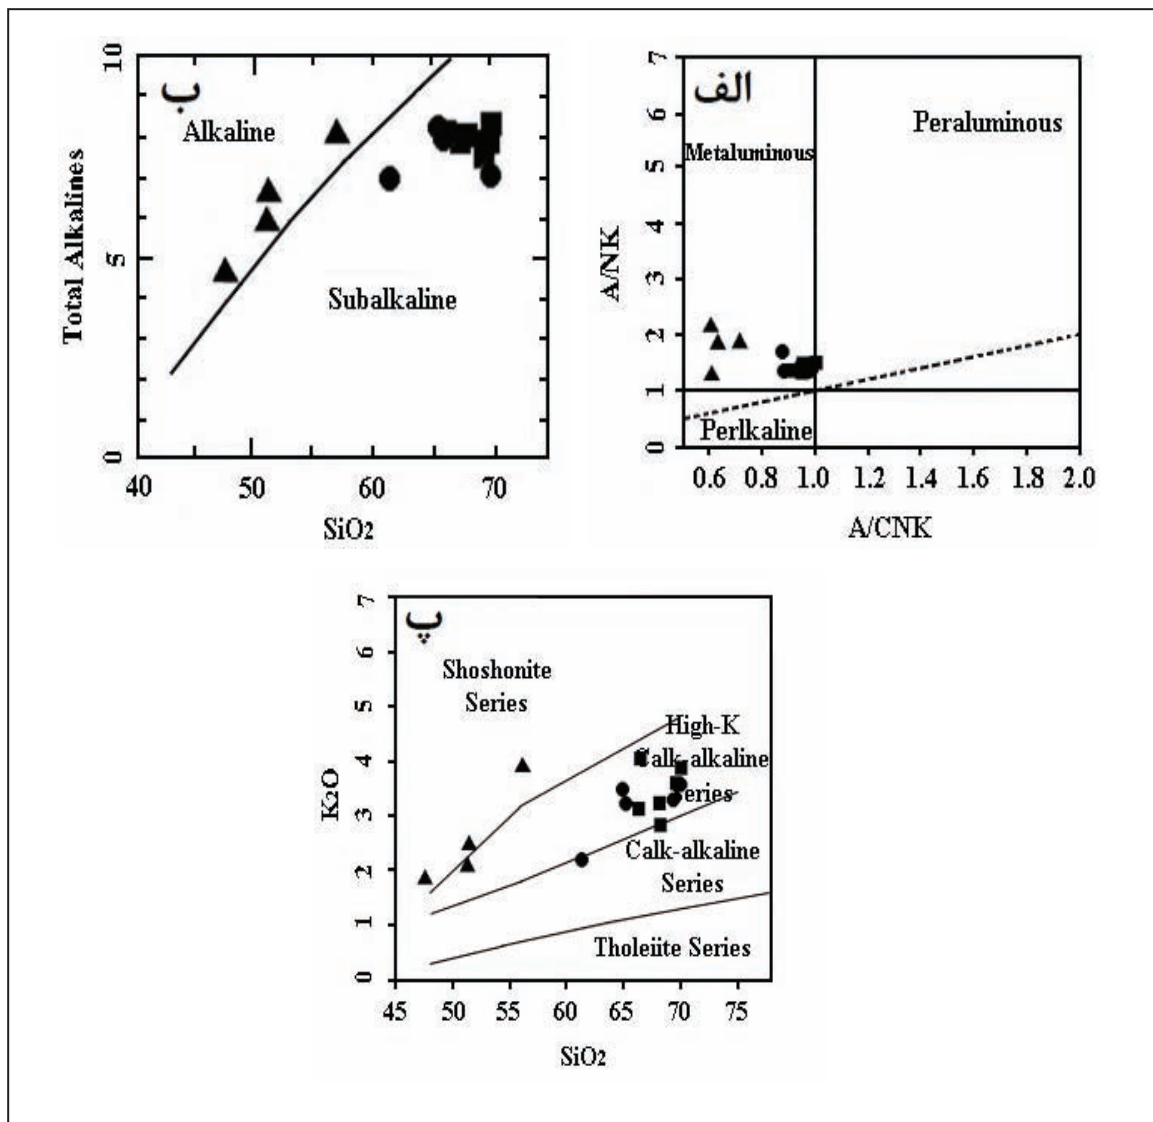 ب
Alkaline
Subalkaline
Total Alkalines
10
5
0
40
50
60
70
SiO2
الف
Metaluminous
Peraluminous
Perlkaline
A/NK
7
6
5
4
3
2
1
0
0.6 0.8 1.0 1.2 1.4 1.6 1.8 2.0
A/CNK
پ
Shoshonite
Series
High-K
Calk-alkaline
Series
Calk-alkaline
Series
Tholeiite Series
K2O
7
6
5
4
3
2
1
0
45 50 55 60 65 70 75
SiO2